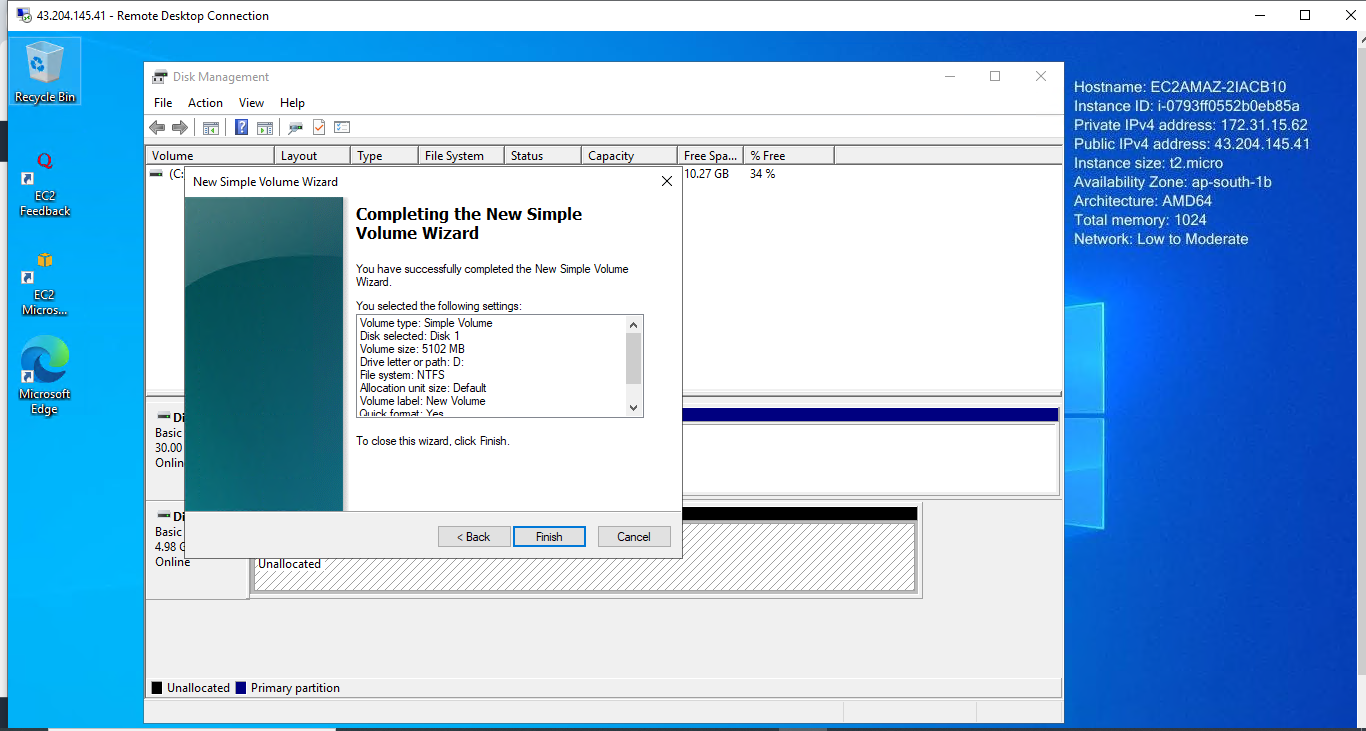 43.204.145.41 - Remote Desktop Connection
Recycle Bin
EC2
Feedback
EC2
Micros...
Microsoft
Edge
Disk Management
File Action View Help
Volume Layout Type File System Status Capacity Free Spa... % Free
(C: 10.27 GB 34 %
New Simple Volume Wizard
Completing the New Simple
Volume Wizard
You have successfully completed the New Simple Volume
Wizard.
You selected the following settings:
Volume type: Simple Volume
Disk selected: Disk 1
Volume size: 5102 MB
Drive letter or path: D:
File system: NTFS
Allocation unit size: Default
Volume label: New Volume
Quick format: Yes
To close this wizard, click Finish.
< Back Finish Cancel
Di
Basic
30.00
Onlin
Di
Basic
4.98 G
Online
Unallocated
Unallocated Primary partition
Hostname: EC2AMAZ-2IACB10
Instance ID: i-0793ff0552b0eb85a
Private IPv4 address: 172.31.15.62
Public IPv4 address: 43.204.145.41
Instance size: t2.micro
Availability Zone: ap-south-1b
Architecture: AMD64
Total memory: 1024
Network: Low to Moderate